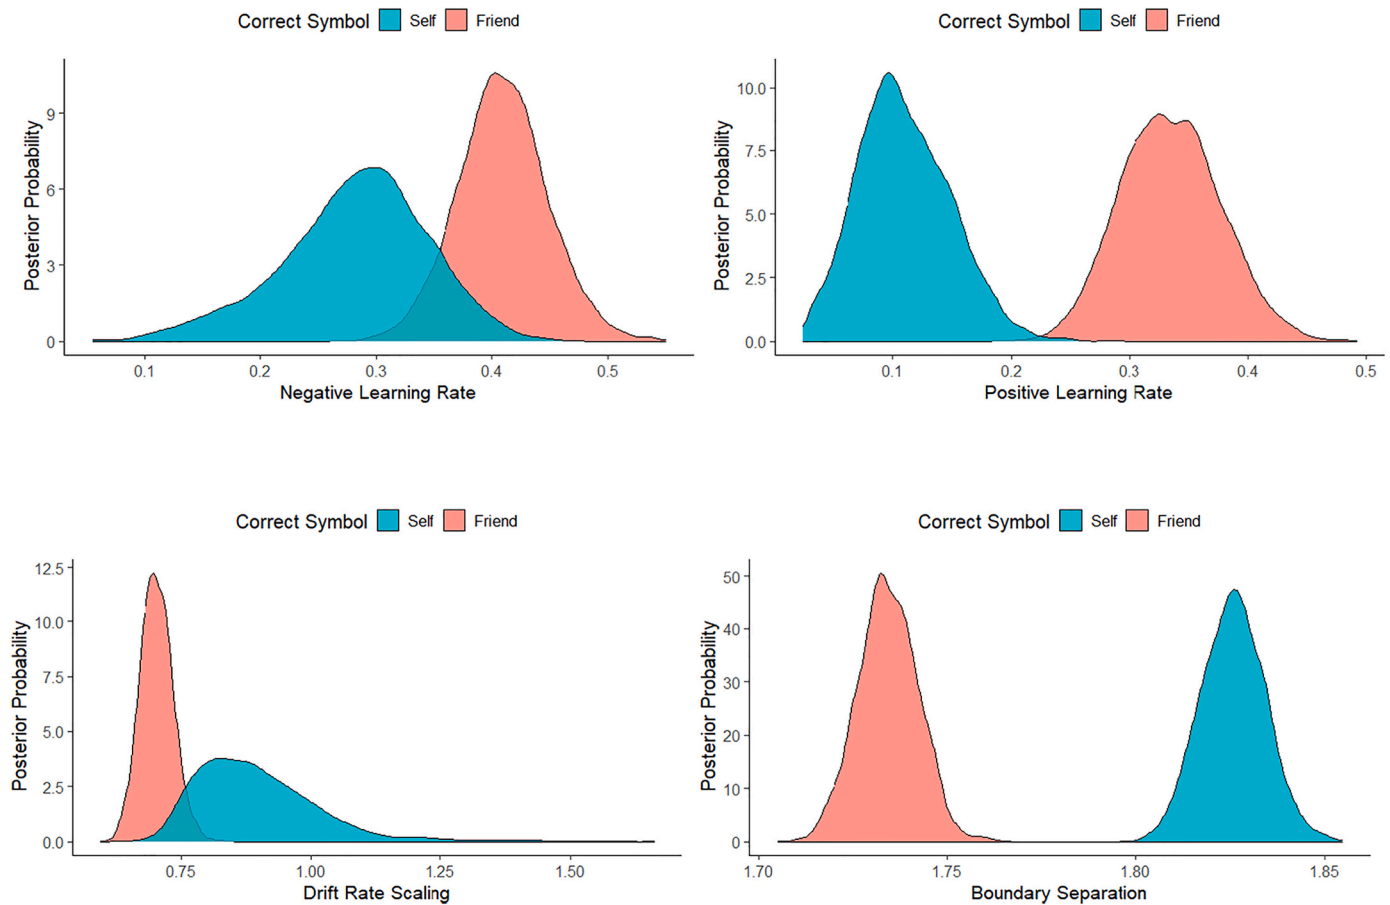 Correct Symbol Self Friend
Posterior Probability
9
6
3
0
0.1 0.2 0.3 0.4 0.5
Negative Learning Rate
Correct Symbol Self Friend
Posterior Probability
10.0
7.5
5.0
2.5
0.0
0.1 0.2 0.3 0.4 0.5
Positive Learning Rate
Correct Symbol Self Friend
Posterior Probability
12.5
10.0
7.5
5.0
2.5
0.0
0.75 1.00 1.25 1.50
Drift Rate Scaling
Correct Symbol Self Friend
Posterior Probability
50
40
30
20
10
0
1.70 1.75 1.80 1.85
Boundary Separation